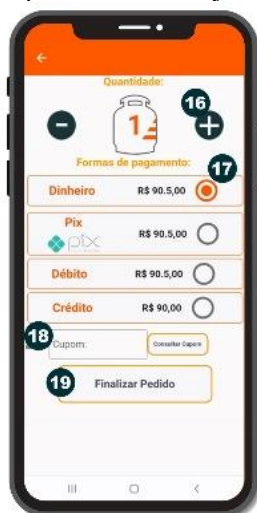 Quantidade:
16
1
Formas de pagamento:
17
Dinheiro R$ 90.5,00
Pix
pix R$ 90.5,00
Débito R$ 90.5,00
Crédito R$ 90,00
18
Cupom: Consultar Cupom
19 Finalizar Pedido